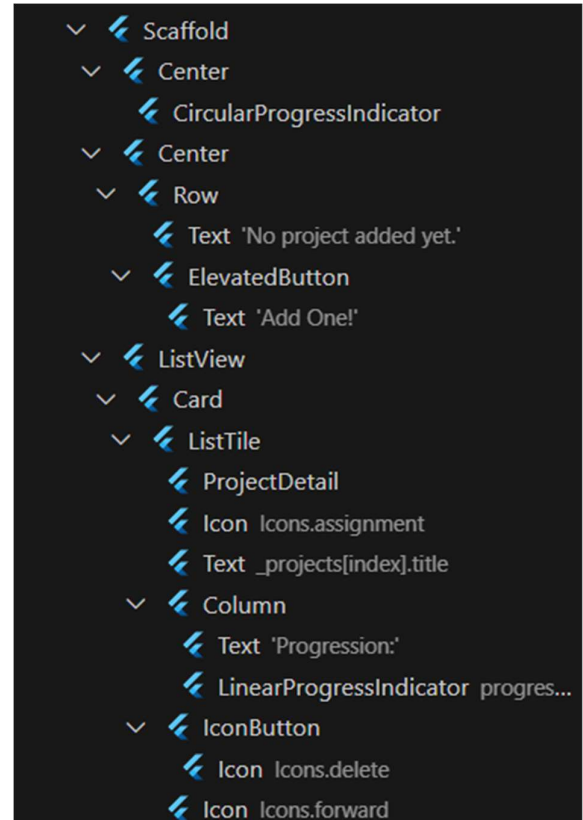 Scaffold
Center
CircularProgressIndicator
Center
Row
Text 'No project added yet.'
ElevatedButton
Text 'Add One!'
ListView
Card
ListTile
ProjectDetail
Icon Icons.assignment
Text _projects[index].title
Column
Text 'Progression:'
LinearProgressIndicator progres...
IconButton
Icon Icons.delete
Icon Icons.forward